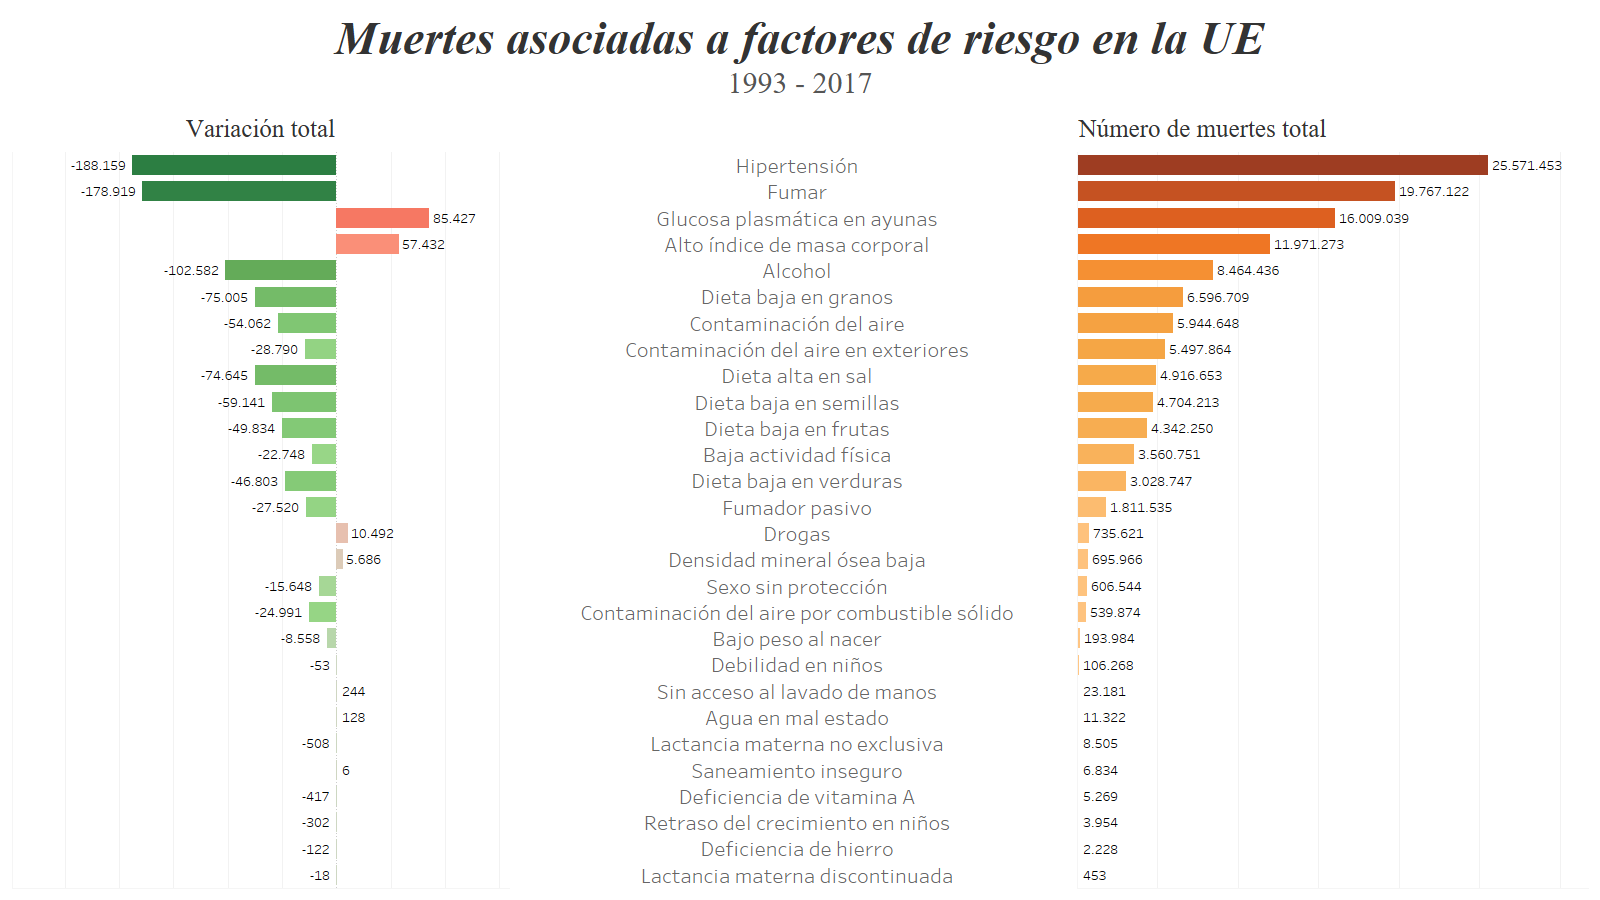 Muertes asociadas a factores de riesgo en la UE
1993 - 2017
Variación total Número de muertes total
-188.159 Hipertensión 25.571.453
-178.919 Fumar 19.767.122
85.427 Glucosa plasmática en ayunas 16.009.039
57.432 Alto índice de masa corporal 11.971.273
-102.582 Alcohol 8.464.436
-75.005 Dieta baja en granos 6.596.709
-54.062 Contaminación del aire 5.944.648
-28.790 Contaminación del aire en exteriores 5.497.864
-74.645 Dieta alta en sal 4.916.653
-59.141 Dieta baja en semillas 4.704.213
-49.834 Dieta baja en frutas 4.342.250
-22.748 Baja actividad física 3.560.751
-46.803 Dieta baja en verduras 3.028.747
-27.520 Fumador pasivo 1.811.535
10.492 Drogas 735.621
5.686 Densidad mineral ósea baja 695.966
-15.648 Sexo sin protección 606.544
-24.991 Contaminación del aire por combustible sólido 539.874
-8.558 Bajo peso al nacer 193.984
-53 Debilidad en niños 106.268
244 Sin acceso al lavado de manos 23.181
128 Agua en mal estado 11.322
-508 Lactancia materna no exclusiva 8.505
6 Saneamiento inseguro 6.834
-417 Deficiencia de vitamina A 5.269
-302 Retraso del crecimiento en niños 3.954
-122 Deficiencia de hierro 2.228
-18 Lactancia materna discontinuada 453